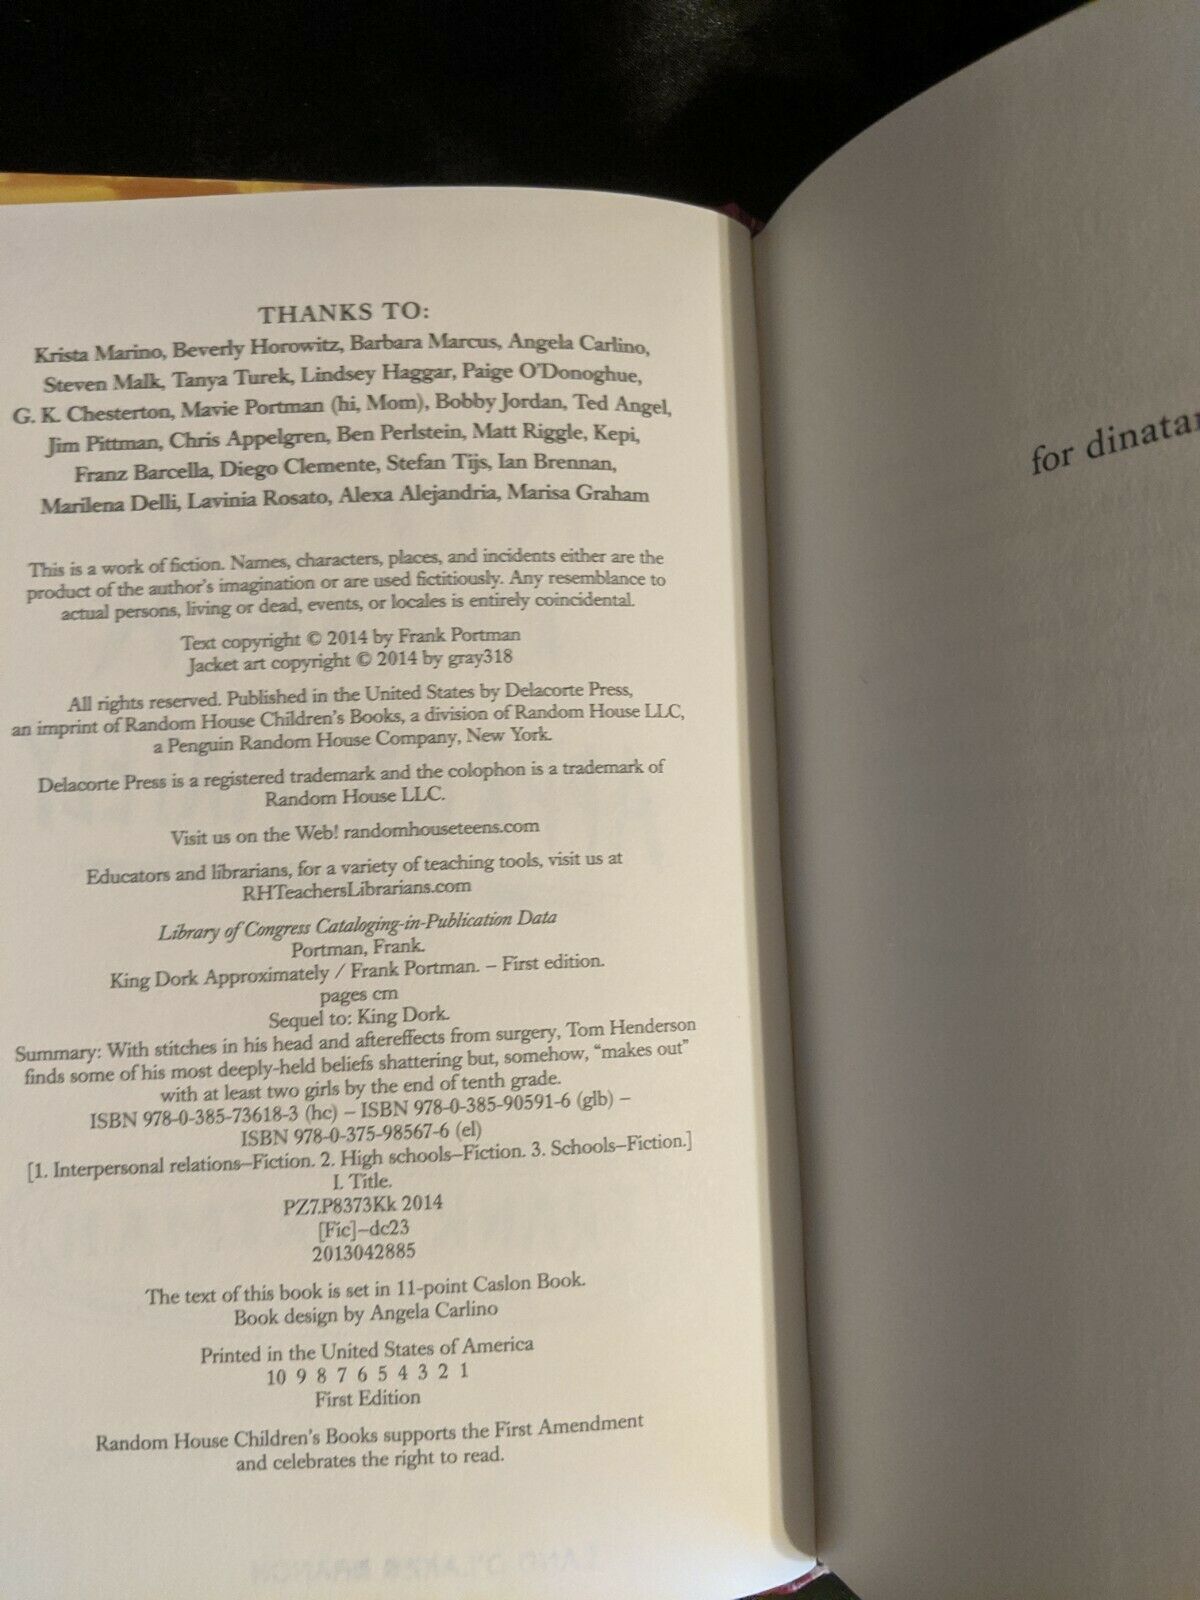 THANKS TO:
Krista Marino, Beverly Horowitz, Barbara Marcus, Angela Carlino,
Steven Malk, Tanya Turek, Lindsey Haggar, Paige O'Donoghue,
G. K. Chesterton, Mavie Portman (hi, Mom), Bobby Jordan, Ted Angel,
Jim Pittman, Chris Appelgren, Ben Perlstein, Matt Riggle, Kepi,
Franz Barcella, Diego Clemente, Stefan Tijs, Ian Brennan,
Marilena Delli, Lavinia Rosato, Alexa Alejandria, Marisa Graham
This is a work of fiction. Names, characters, places, and incidents either are the
product of the author's imagination or are used fictitiously. Any resemblance to
actual persons, living or dead, events, or locales is entirely coincidental.
Text copyright © 2014 by Frank Portman
Jacket art copyright © 2014 by gray318
All rights reserved. Published in the United States by Delacorte Press,
an imprint of Random House Children's Books, a division of Random House LLC,
a Penguin Random House Company, New York.
Delacorte Press is a registered trademark and the colophon is a trademark of
Random House LLC.
Visit us on the Web! randomhouseteens.com
Educators and librarians, for a variety of teaching tools, visit us at
RHTeachersLibrarians.com
Library of Congress Cataloging-in-Publication Data
Portman, Frank.
King Dork Approximately / Frank Portman. – First edition.
pages cm
Sequel to: King Dork.
Summary: With stitches in his head and aftereffects from surgery, Tom Henderson
finds some of his most deeply-held beliefs shattering but, somehow, "makes out"
with at least two girls by the end of tenth grade.
ISBN 978-0-385-73618-3 (hc) – ISBN 978-0-385-90591-6 (glb) –
ISBN 978-0-375-98567-6 (el)
[1. Interpersonal relations–Fiction. 2. High schools–Fiction. 3. Schools–Fiction.]
I. Title.
PZ7.P8373Kk 2014
[Fic]–dc23
2013042885
The text of this book is set in 11-point Caslon Book.
Book design by Angela Carlino
Printed in the United States of America
10 9 8 7 6 5 4 3 2 1
First Edition
Random House Children's Books supports the First Amendment
and celebrates the right to read.
for